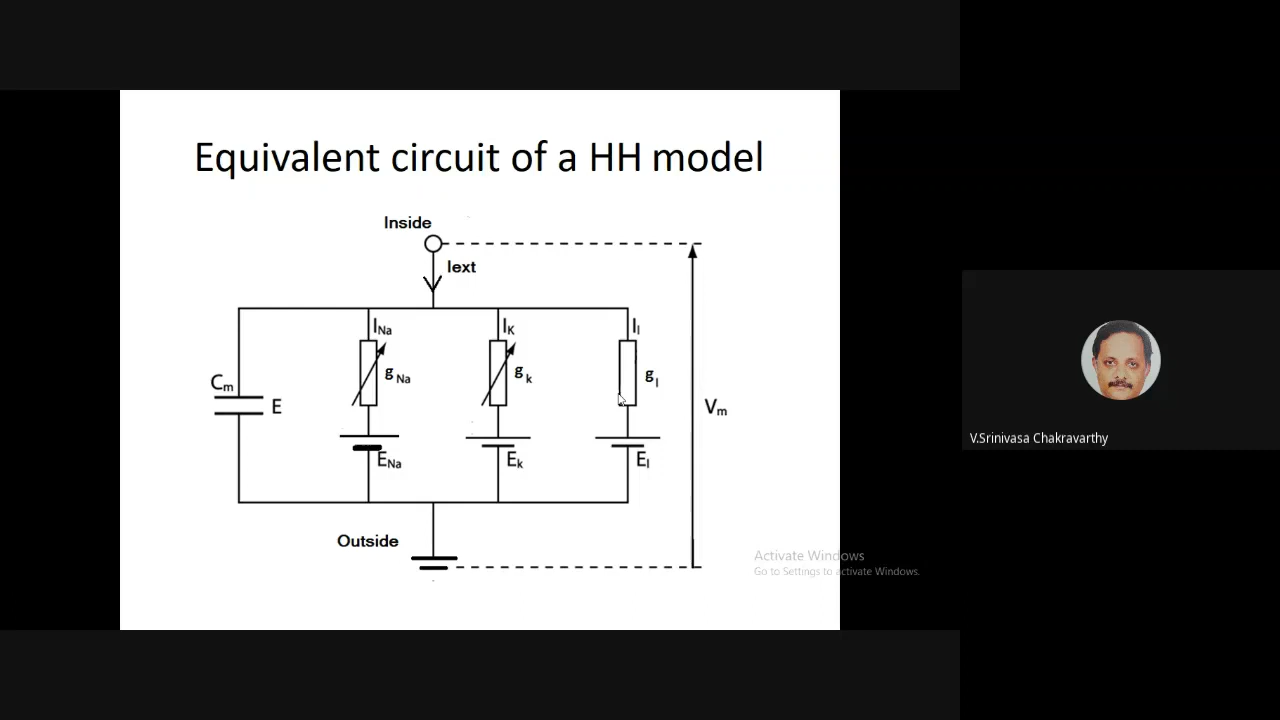 Equivalent circuit of a HH model
Inside
Iext
INa
IK
Il
gNa
gk
gl
Cm
E
Vm
ENa
Ek
El
Outside
V.Srinivasa Chakravarthy
Activate Windows
Go to Settings to activate Windows.